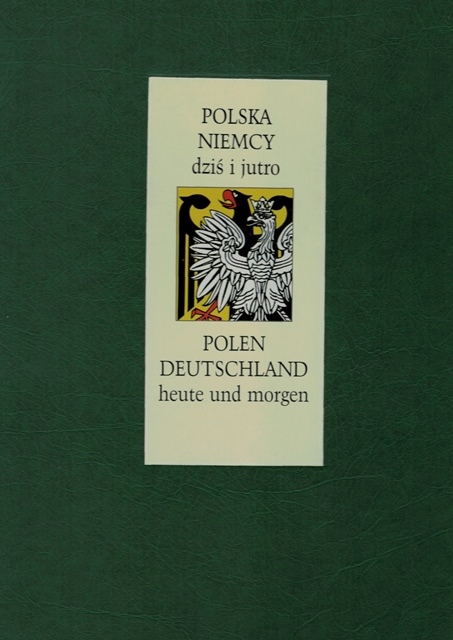 POLSKA
NIEMCY
dziś i jutro
POLEN
DEUTSCHLAND
heute und morgen